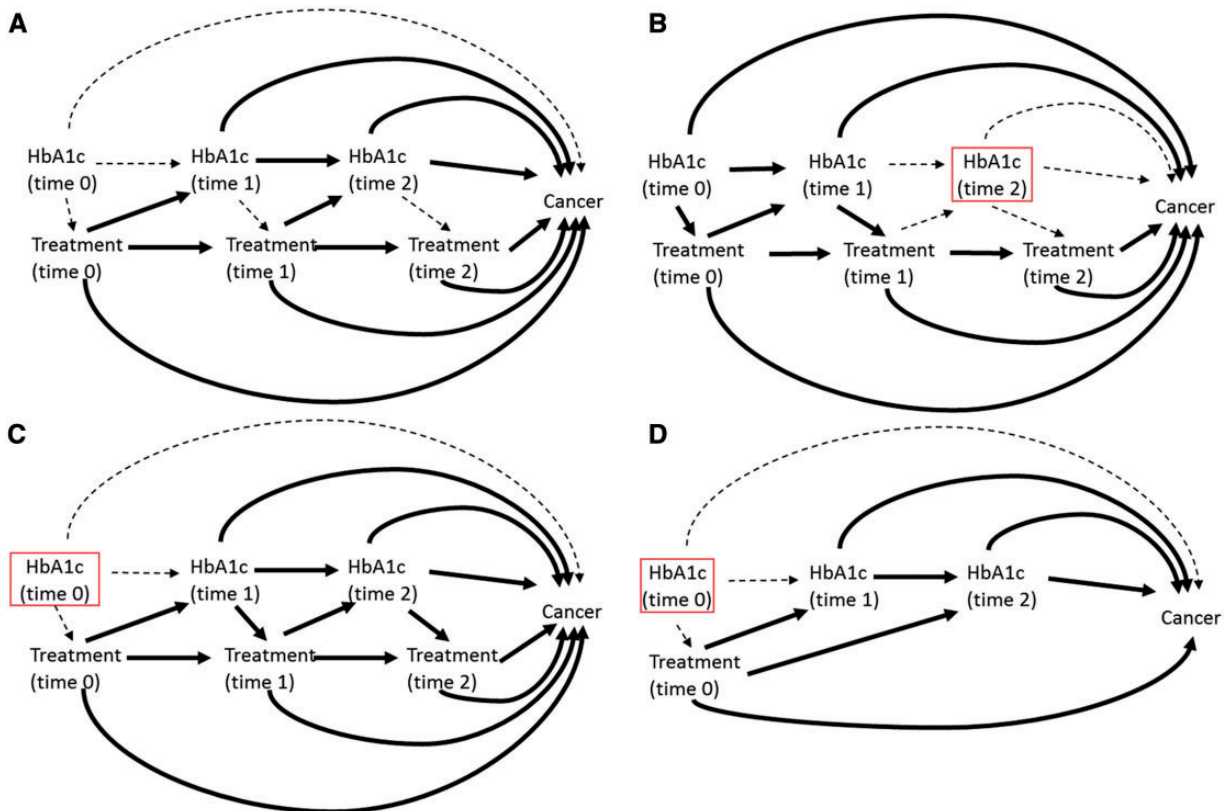 A
HbA1c
(time 0)
HbA1c
(time 1)
HbA1c
(time 2)
Cancer
Treatment
(time 0)
Treatment
(time 1)
Treatment
(time 2)
B
HbA1c
(time 0)
HbA1c
(time 1)
HbA1c
(time 2)
Cancer
Treatment
(time 0)
Treatment
(time 1)
Treatment
(time 2)
C
HbA1c
(time 0)
HbA1c
(time 1)
HbA1c
(time 2)
Cancer
Treatment
(time 0)
Treatment
(time 1)
Treatment
(time 2)
D
HbA1c
(time 0)
HbA1c
(time 1)
HbA1c
(time 2)
Cancer
Treatment
(time 0)